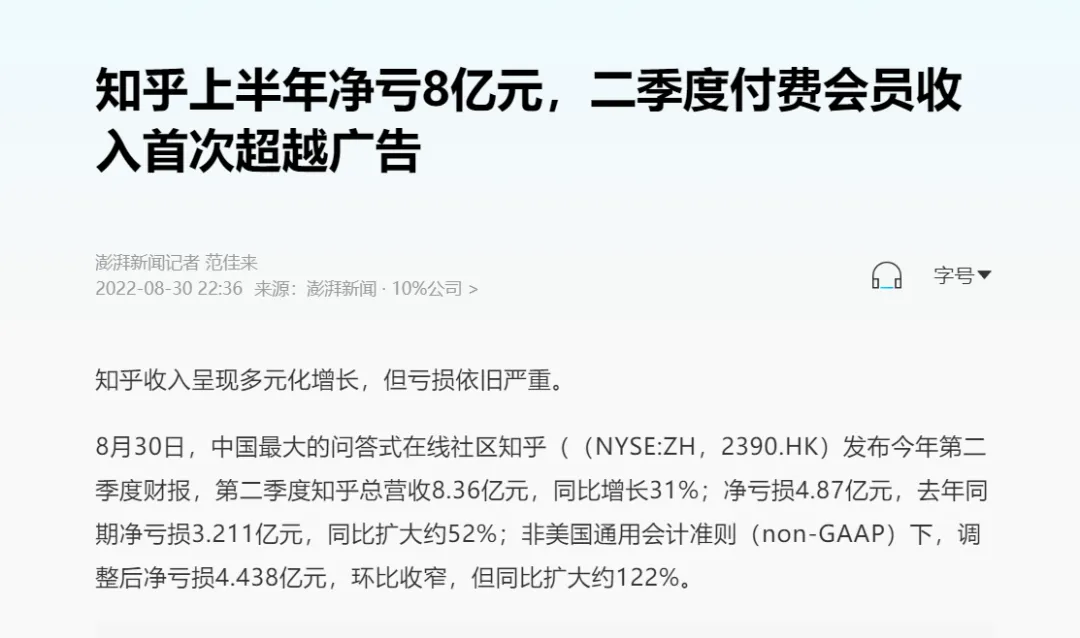 知乎上半年净亏8亿元，二季度付费会员收
入首次超越广告
澎湃新闻记者 范佳来
2022-08-30 22:36 来源：澎湃新闻 · 10%公司 >
字号
知乎收入呈现多元化增长，但亏损依旧严重。
8月30日，中国最大的问答式在线社区知乎（（NYSE:ZH，2390.HK）发布今年第二
季度财报，第二季度知乎总营收8.36亿元，同比增长31%；净亏损4.87亿元，去年同
期净亏损3.211亿元，同比扩大约52%；非美国通用会计准则（non-GAAP）下，调
整后净亏损4.438亿元，环比收窄，但同比扩大约122%。